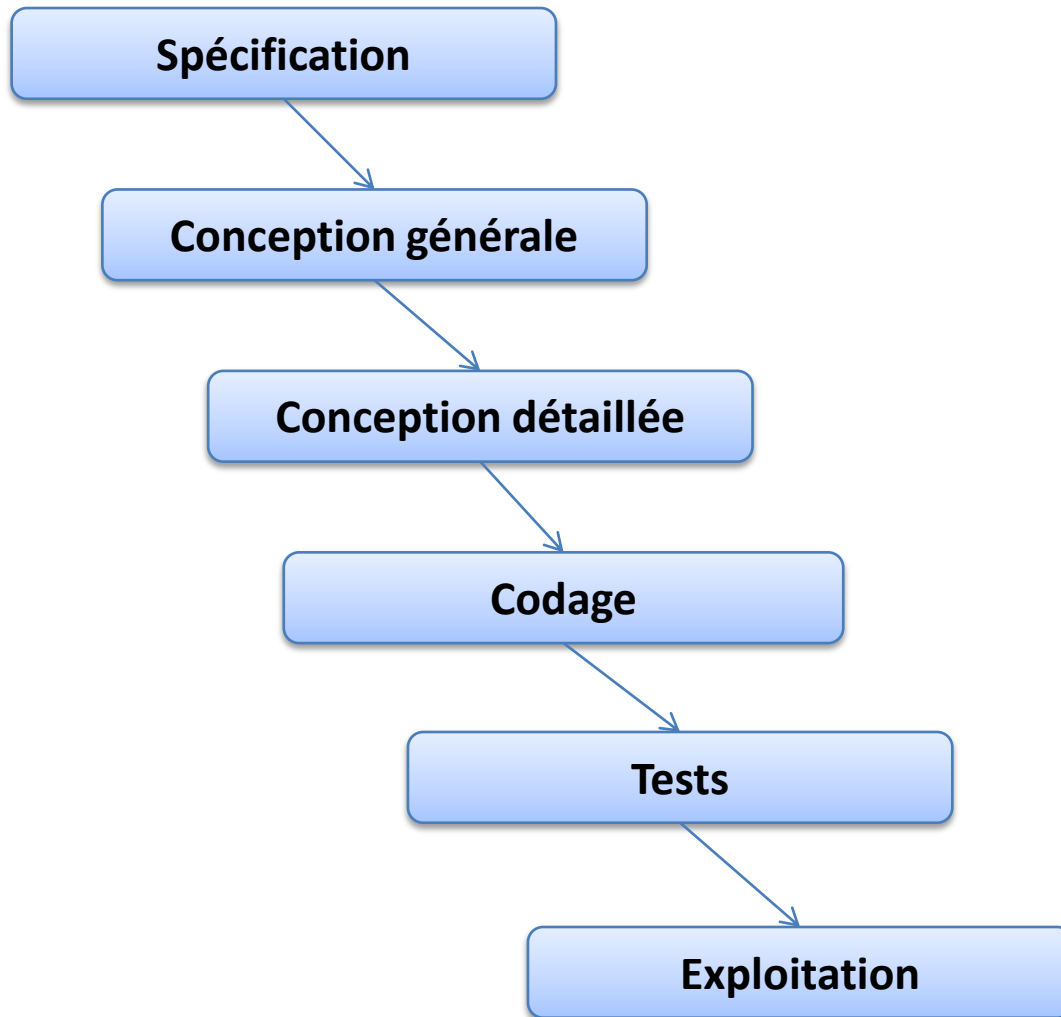 Spécification
Conception générale
Conception détaillée
Codage
Tests
Exploitation